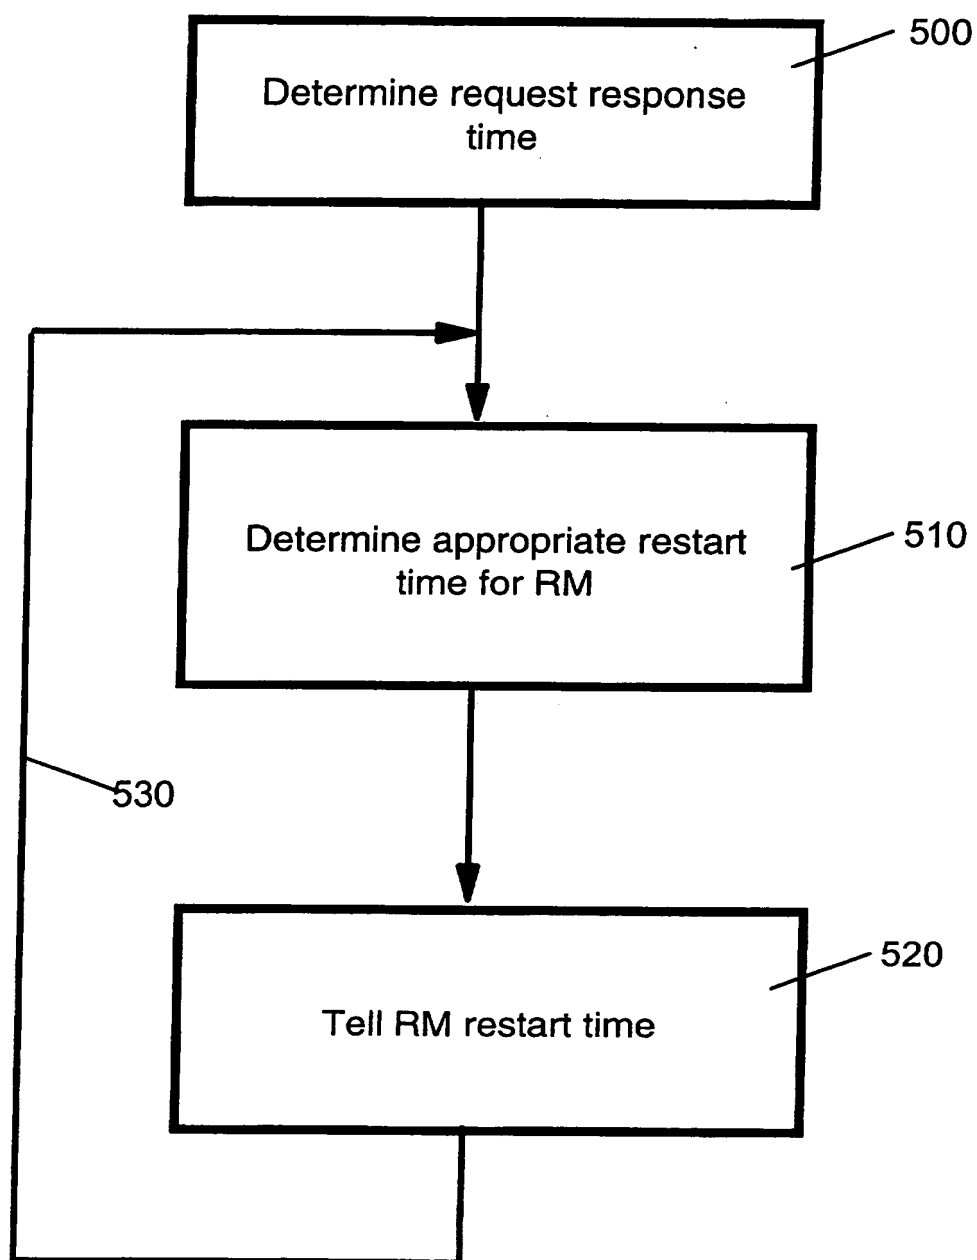 500
Determine request response
time
510
Determine appropriate restart
time for RM
530
520
Tell RM restart time